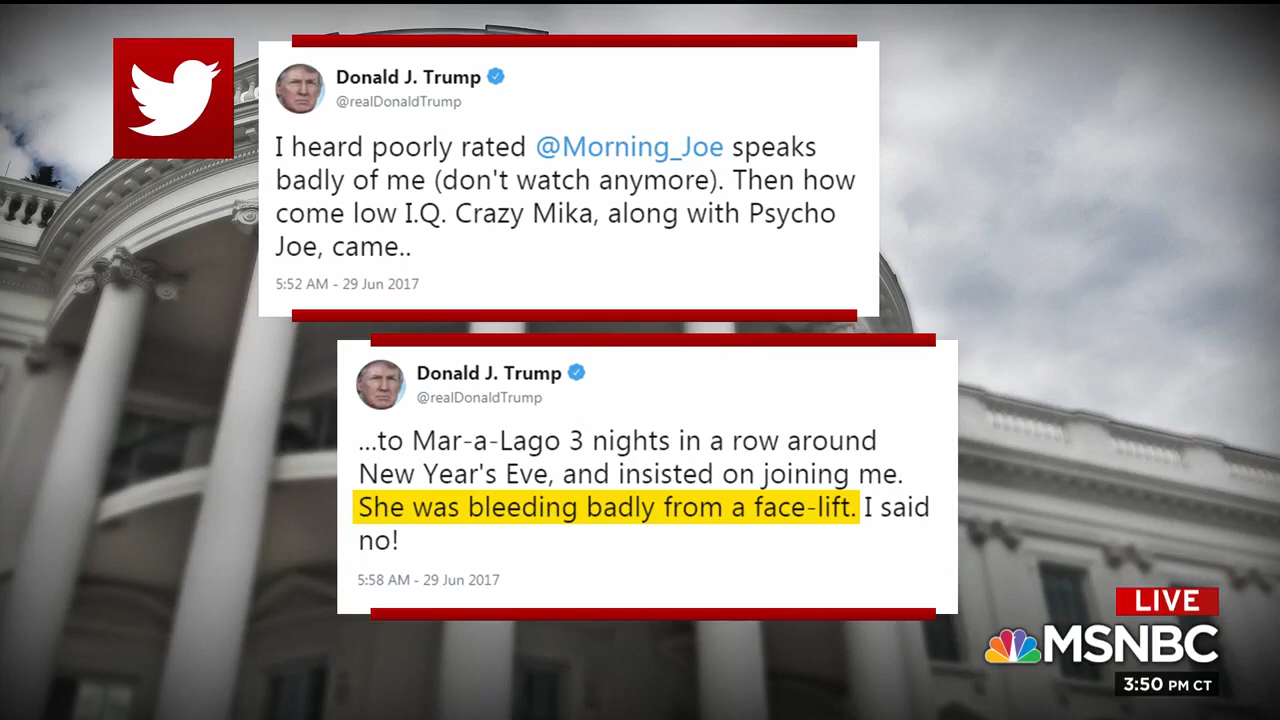 Donald J. Trump
@realDonaldTrump
I heard poorly rated @Morning_Joe speaks
badly of me (don't watch anymore). Then how
come low I.Q. Crazy Mika, along with Psycho
Joe, came..
5:52 AM - 29 Jun 2017
Donald J. Trump
@realDonaldTrump
...to Mar-a-Lago 3 nights in a row around
New Year's Eve, and insisted on joining me.
She was bleeding badly from a face-lift. I said
no!
5:58 AM - 29 Jun 2017
LIVE
MSNBC
3:50 PM CT